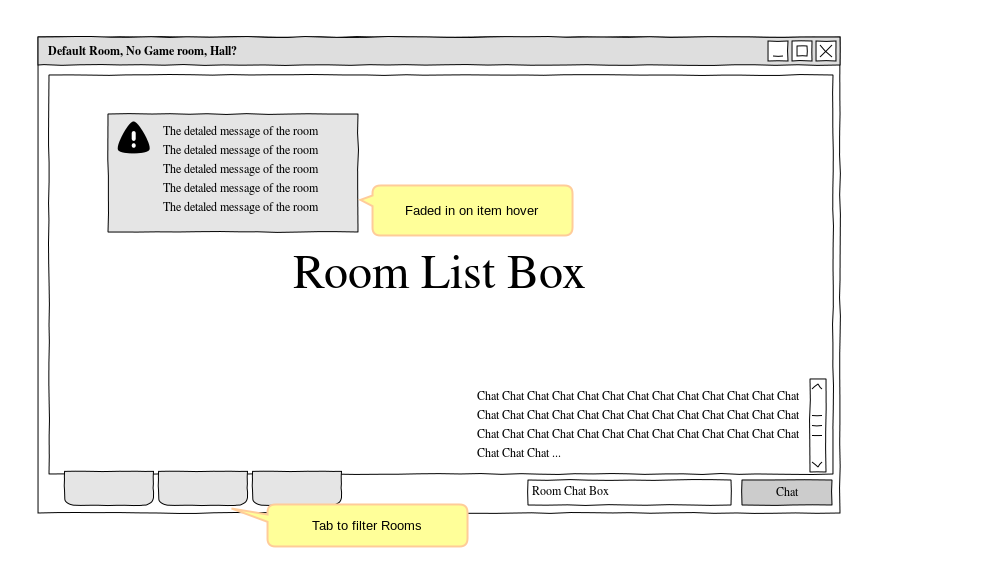 Default Room, No Game room, Hall?
The detaled message of the room
The detaled message of the room
The detaled message of the room
The detaled message of the room
The detaled message of the room
Faded in on item hover
Room List Box
Chat Chat Chat Chat Chat Chat Chat Chat Chat Chat Chat Chat Chat
Chat Chat Chat Chat Chat Chat Chat Chat Chat Chat Chat Chat Chat
Chat Chat Chat Chat Chat Chat Chat Chat Chat Chat Chat Chat Chat
Chat Chat Chat ...
Room Chat Box
Chat
Tab to filter Rooms